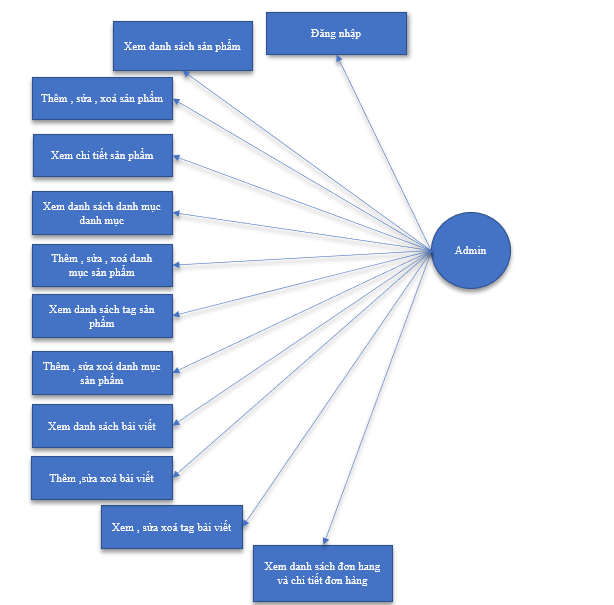 Đăng nhập
Xem danh sách sản phẩm
Thêm , sửa , xoá sản phẩm
Xem chi tiết sản phẩm
Xem danh sách danh mục
danh mục
Thêm , sửa , xoá danh
mục sản phẩm
Xem danh sách tag sản
phẩm
Thêm , sửa xoá danh mục
sản phẩm
Xem danh sách bài viết
Thêm ,sửa xoá bài viết
Xem , sửa xoá tag bài viết
Xem danh sách đơn hang
và chi tiết đơn hàng
Admin